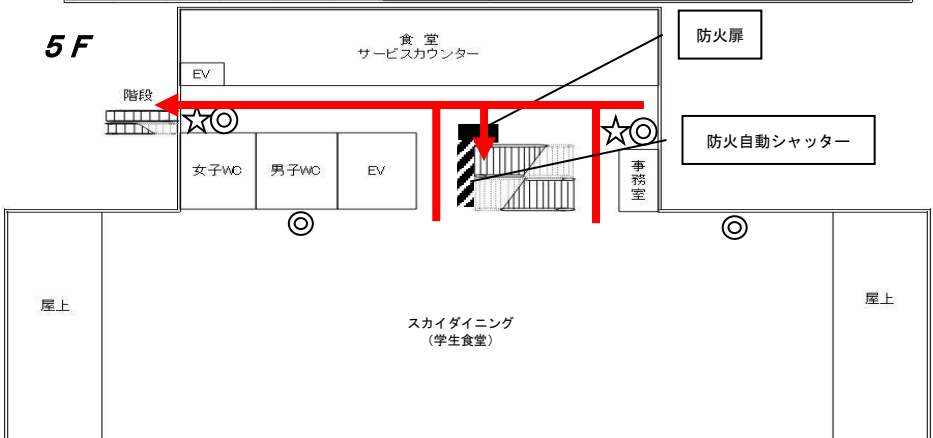 5F
食堂
サービスカウンター
防火扉
EV
階段
防火自動シャッター
女子WC
男子WC
EV
事務室
屋上
屋上
スカイダイニング
(学生食堂)